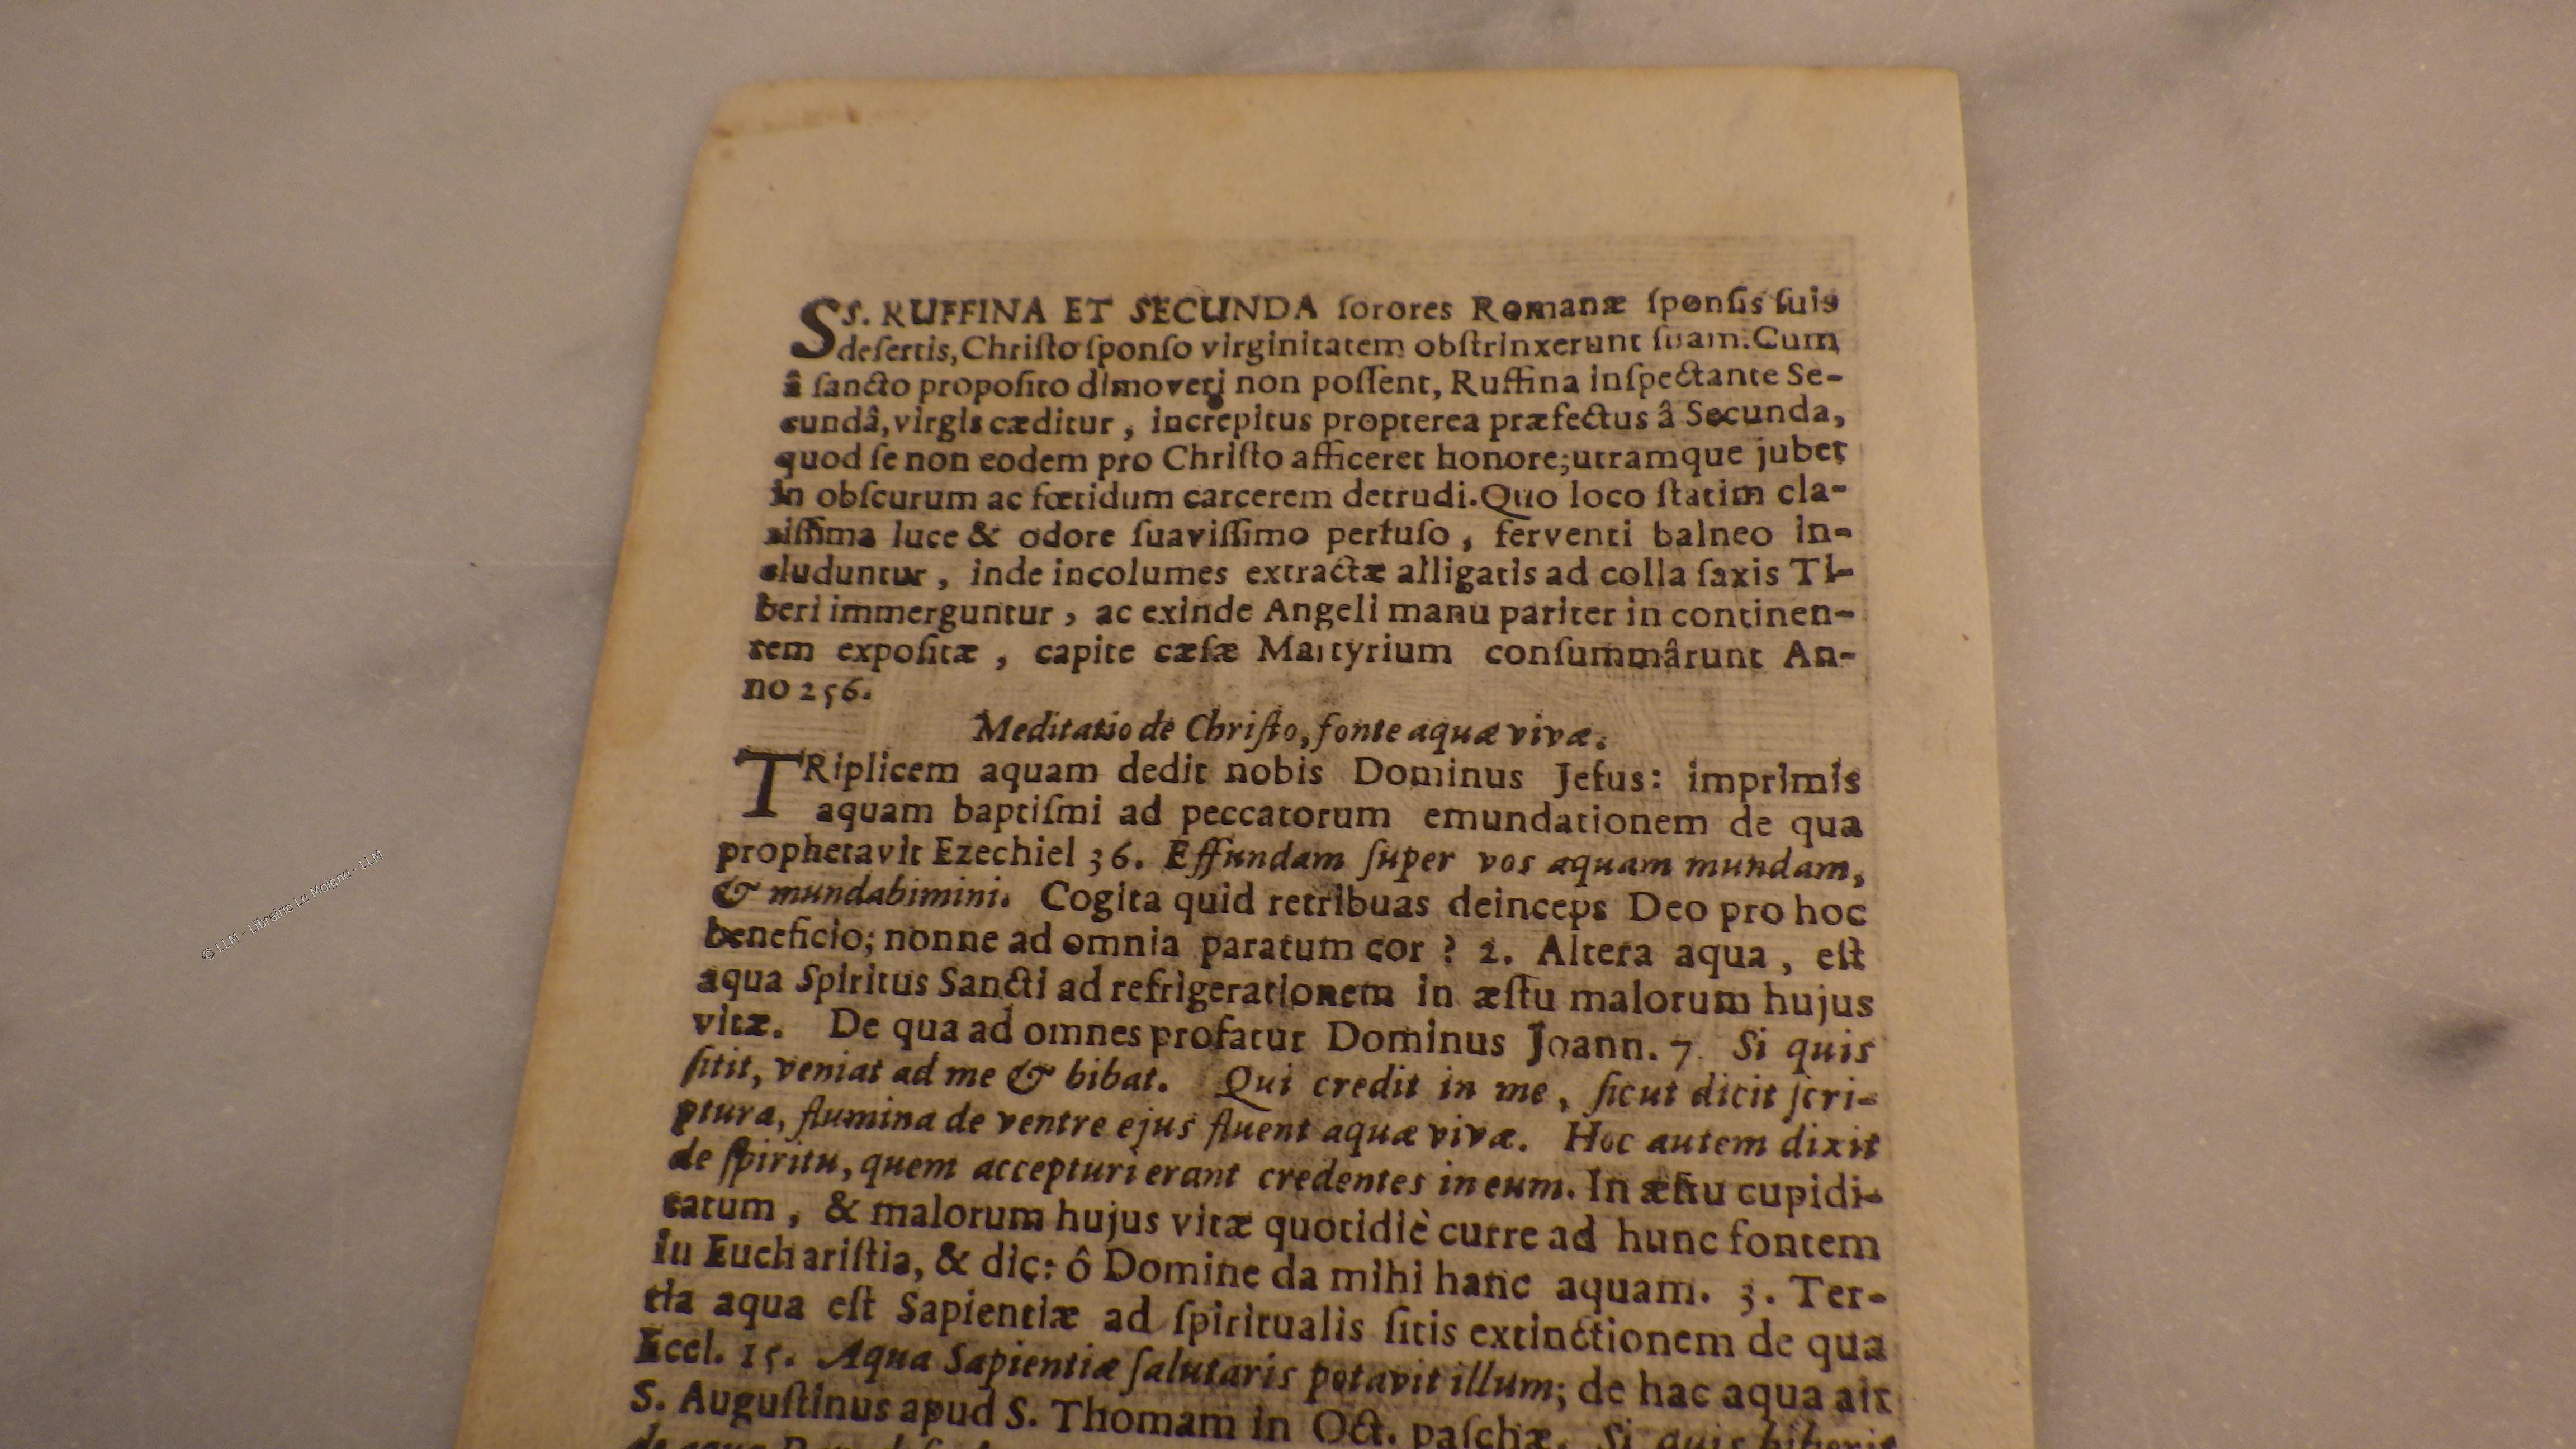 SS. RUFFINA ET SECUNDA ſorores Romanæ ſponſis ſuis
deſertis, Chriſto ſponſo virginitatem obſtrinxerunt ſuam. Cum
â ſancto propoſito dimoveri non poſſent, Ruffina inſpectante Se-
cundâ, virgis cæditur, increpitus propterea præfectus â Secunda,
quod ſe non eodem pro Chriſto afficeret honore; utramque jubet
in obſcurum ac fœtidum carcerem detrudi. Quo loco ſtatim cla-
riſſima luce & odore ſuaviſſimo perfuſo, ferventi balneo in-
cluduntur, inde incolumes extractæ alligatis ad colla ſaxis Ti-
beri immerguntur, ac exinde Angeli manu pariter in continen-
tem expoſitæ, capite cæſæ Martyrium conſummârunt An-
no 256.
Meditatio de Chriſto, fonte aquæ vivæ.
TRiplicem aquam dedit nobis Dominus Jeſus: imprimis
aquam baptiſmi ad peccatorum emundationem de qua
prophetavit Ezechiel 36. Effundam ſuper vos aquam mundam,
& mundabimini. Cogita quid retribuas deinceps Deo pro hoc
beneficio; nonne ad omnia paratum cor? 2. Altera aqua, eſt
aqua Spiritus Sancti ad refrigerationem in æſtu malorum hujus
vitæ. De qua ad omnes profatur Dominus Joann. 7. Si quis
ſitit, veniat ad me & bibat. Qui credit in me, ſicut dicit ſcri-
ptura, flumina de ventre ejus fluent aquæ vivæ. Hoc autem dixit
de ſpiritu, quem accepturi erant credentes in eum. In æſtu cupidi-
tatum, & malorum hujus vitæ quotidiè curre ad hunc fontem
in Euchariſtia, & dic: ô Domine da mihi hanc aquam. 3. Ter-
tia aqua eſt Sapientiæ ad ſpiritualis ſitis extinctionem de qua
Eccl. 15. Aqua Sapientiæ ſalutaris potavit illum; de hac aqua ait
S. Auguſtinus apud S. Thomam in Oct. paſchæ. Si quis biberit
de aqua
© LLM - Librairie Le Moigne - LLM